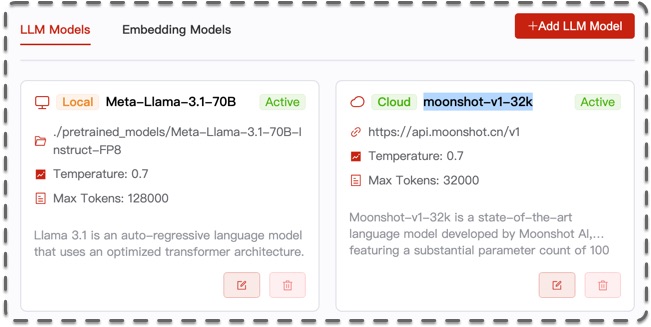 LLM Models
Embedding Models
+Add LLM Model
Local
Meta-Llama-3.1-70B
Active
./pretrained_models/Meta-Llama-3.1-70B-I
nstruct-FP8
Temperature: 0.7
Max Tokens: 128000
Llama 3.1 is an auto-regressive language model
that uses an optimized transformer architecture.
Cloud
moonshot-v1-32k
Active
https://api.moonshot.cn/v1
Temperature: 0.7
Max Tokens: 32000
Moonshot-v1-32k is a state-of-the-art
language model developed by Moonshot AI,...
featuring a substantial parameter count of 100